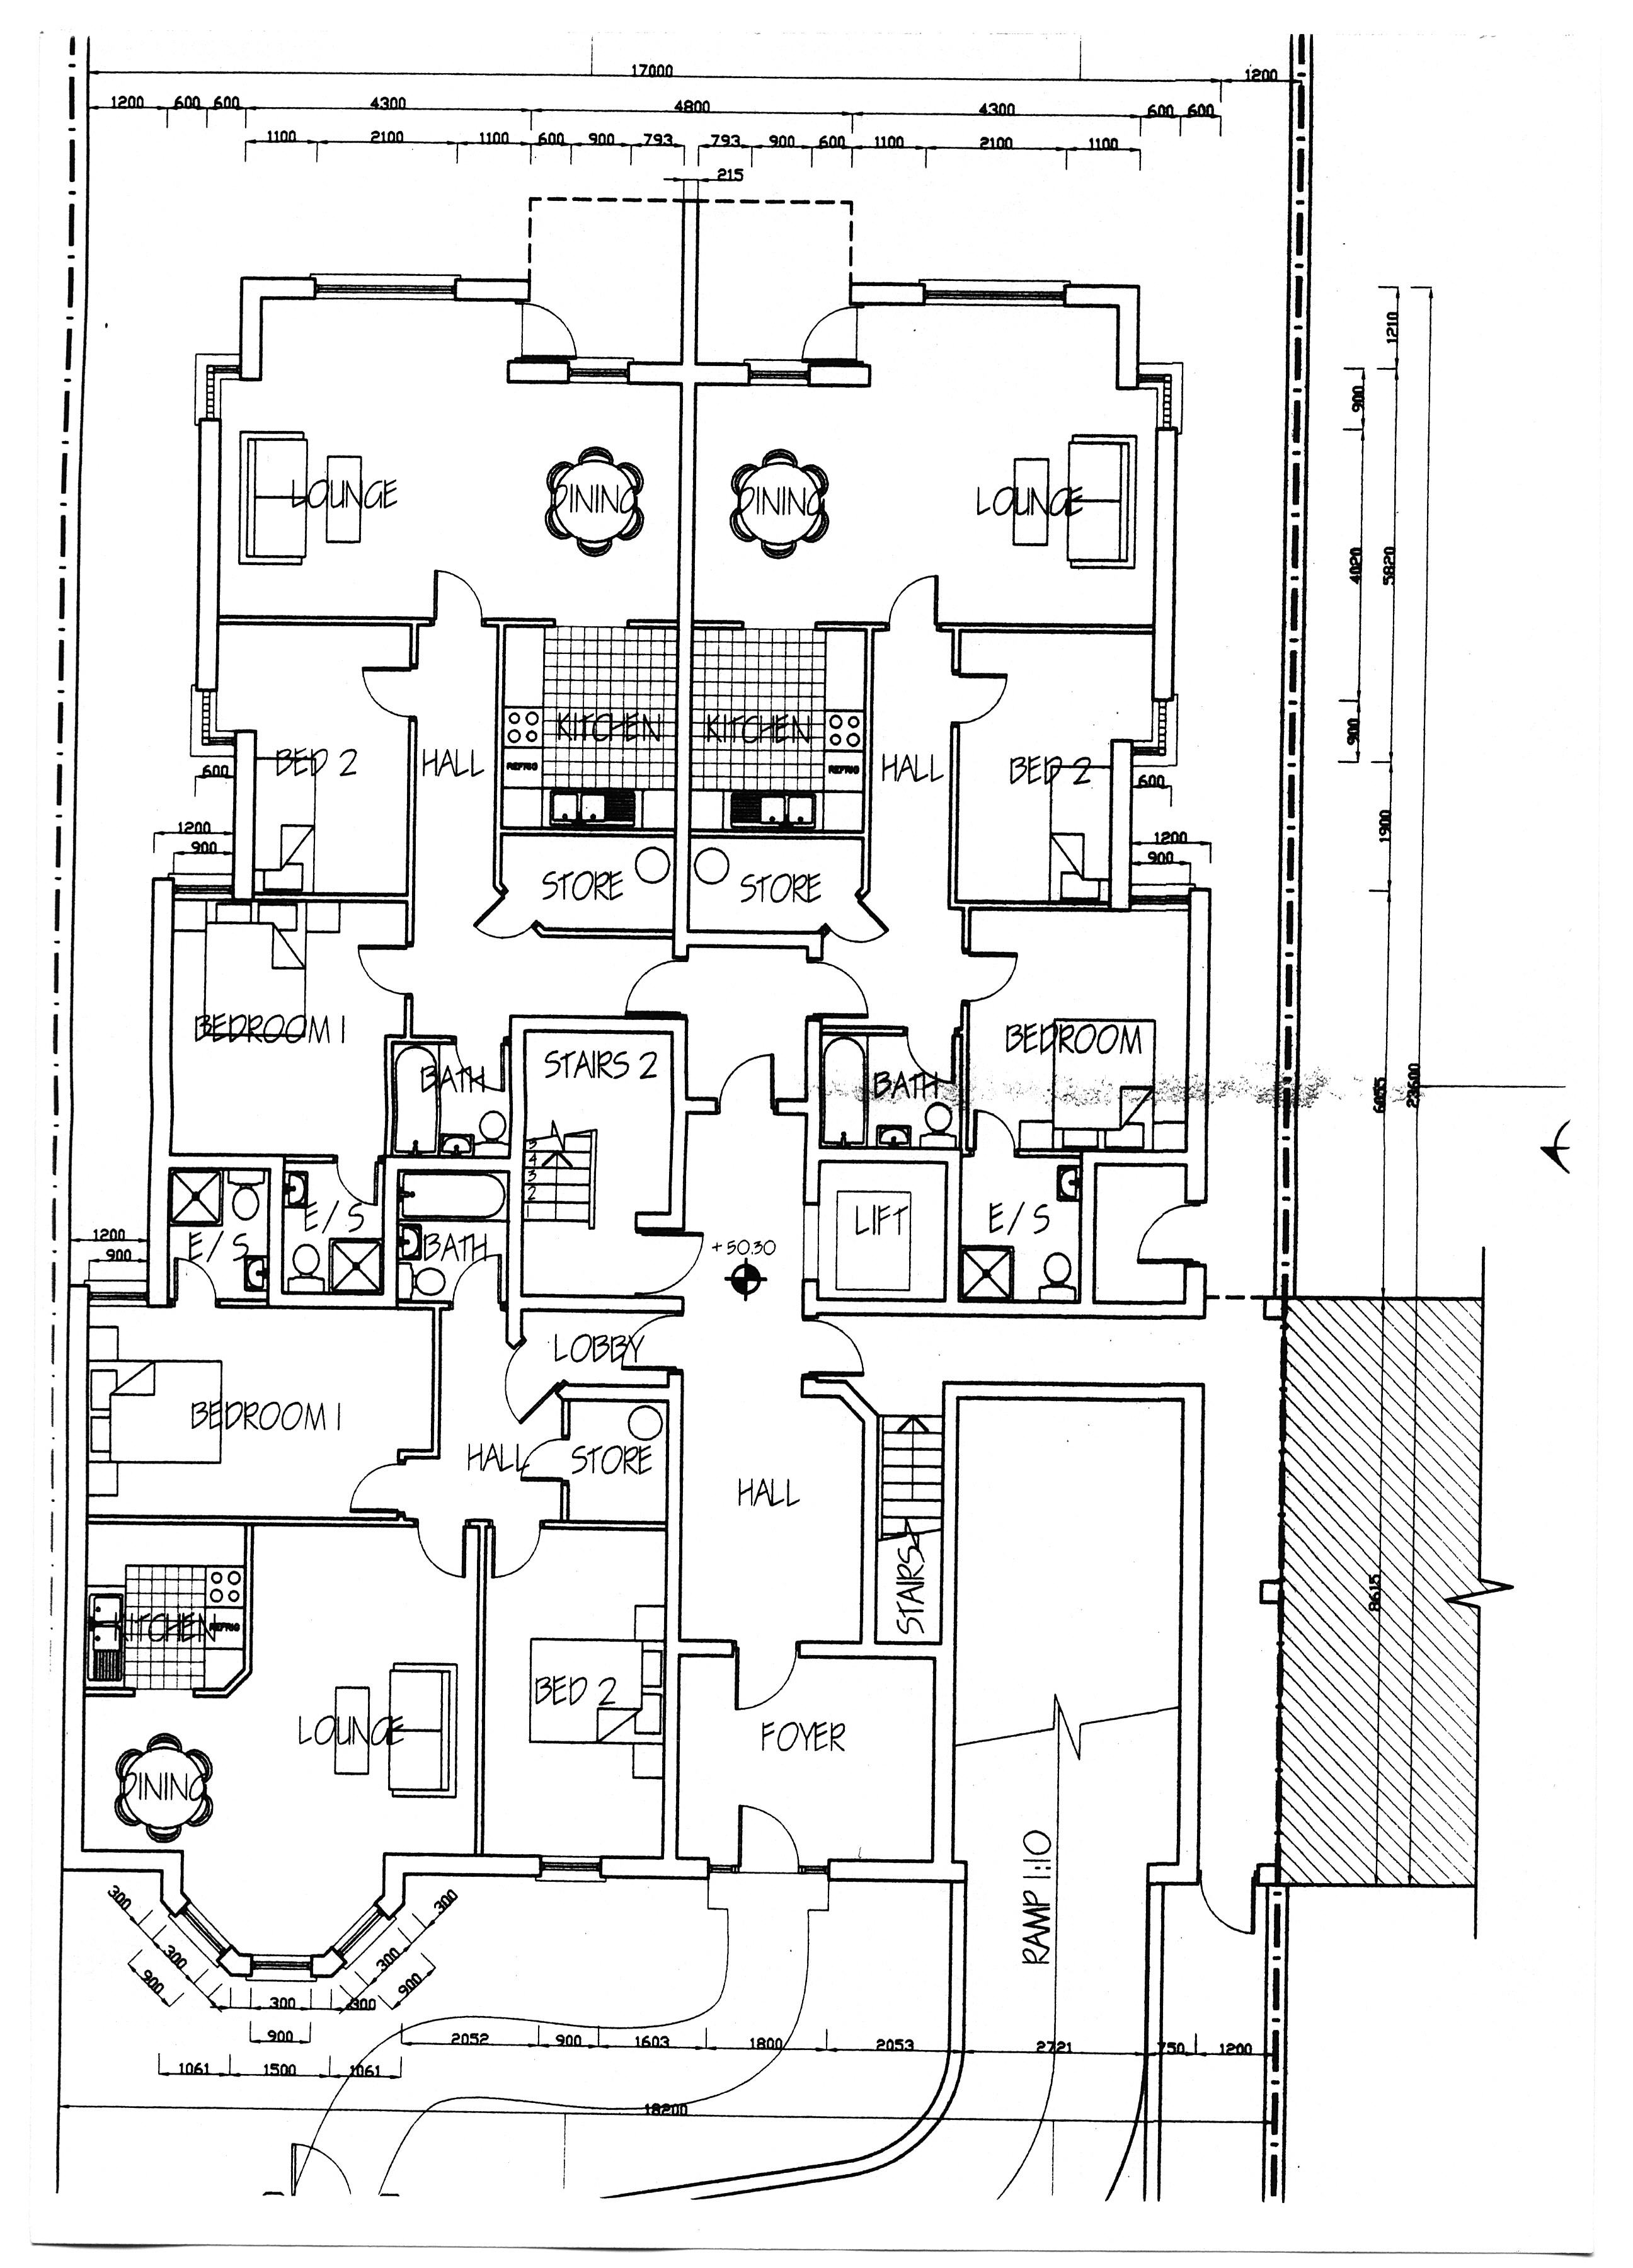 17000
1200
1200 600 600 4300 4800 4300 600 600
1100 2100 1100 600 900 793 793 900 600 1100 2100 1100
215
1210
900
LOUNGE DINING DINING LOUNGE
4020 5820
KITCHEN KITCHEN
BED 2 HALL HALL BED 2
REFRIG REFRIG
900
600 600
1200 1200
900 900
1900
STORE STORE
BEDROOM 1 BEDROOM
STAIRS 2
BATH BATH
6055 23600
5
4
3
2
1
E/S E/S BATH LIFT E/S
1200
900
+50.30
LOBBY
BEDROOM 1
HALL STORE
HALL
STAIRS
8615
KITCHEN REFRIG
BED 2
LOUNGE FOYER
DINING
RAMP 1:10
300 300
300 300
900 900
300 300
900
2052 900 1603 1800 2053 2721 750 1200
1061 1500 1061
18200